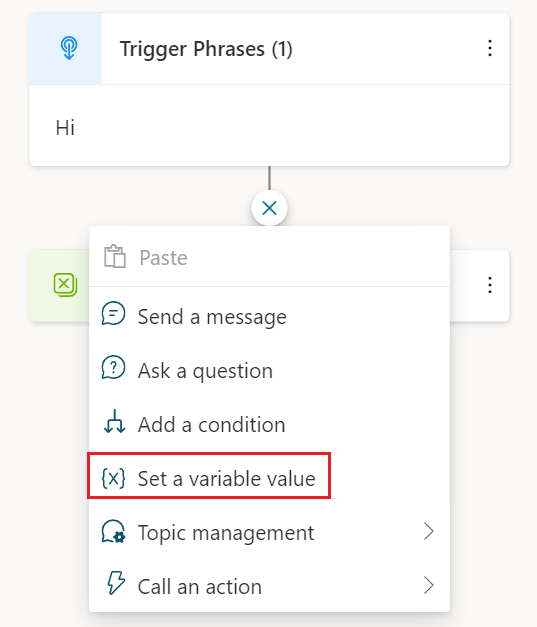 Trigger Phrases (1)
Hi
Paste
Send a message
Ask a question
Add a condition
Set a variable value
Topic management
Call an action